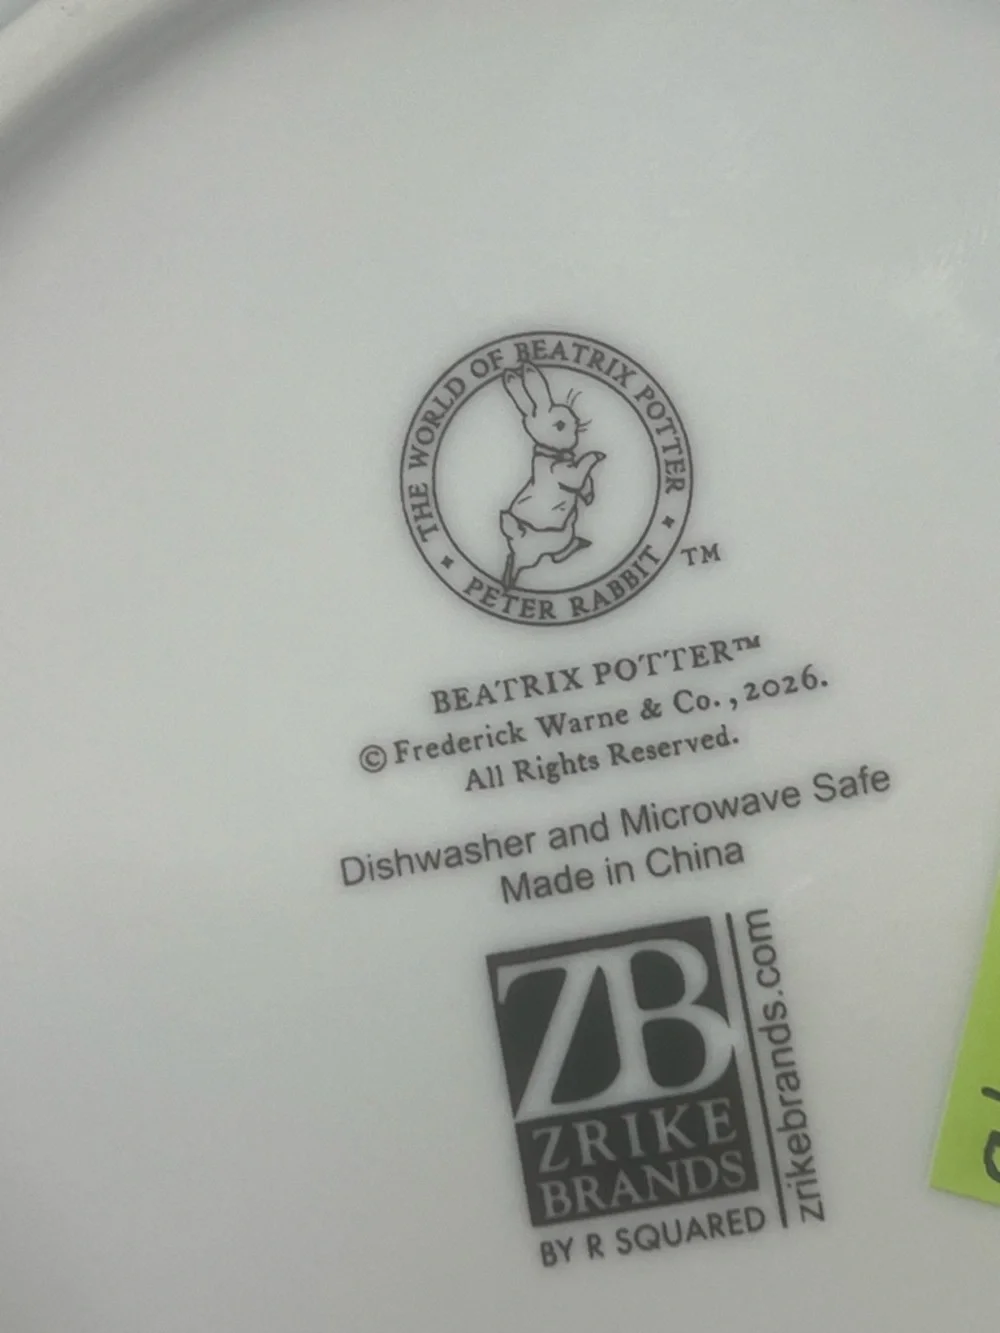 THE WORLD OF BEATRIX POTTER
PETER RABBIT
TM
BEATRIX POTTER™
© Frederick Warne & Co., 2026.
All Rights Reserved.
Dishwasher and Microwave Safe
Made in China
ZB
ZRIKE
BRANDS
BY R SQUARED
zrikebrands.com